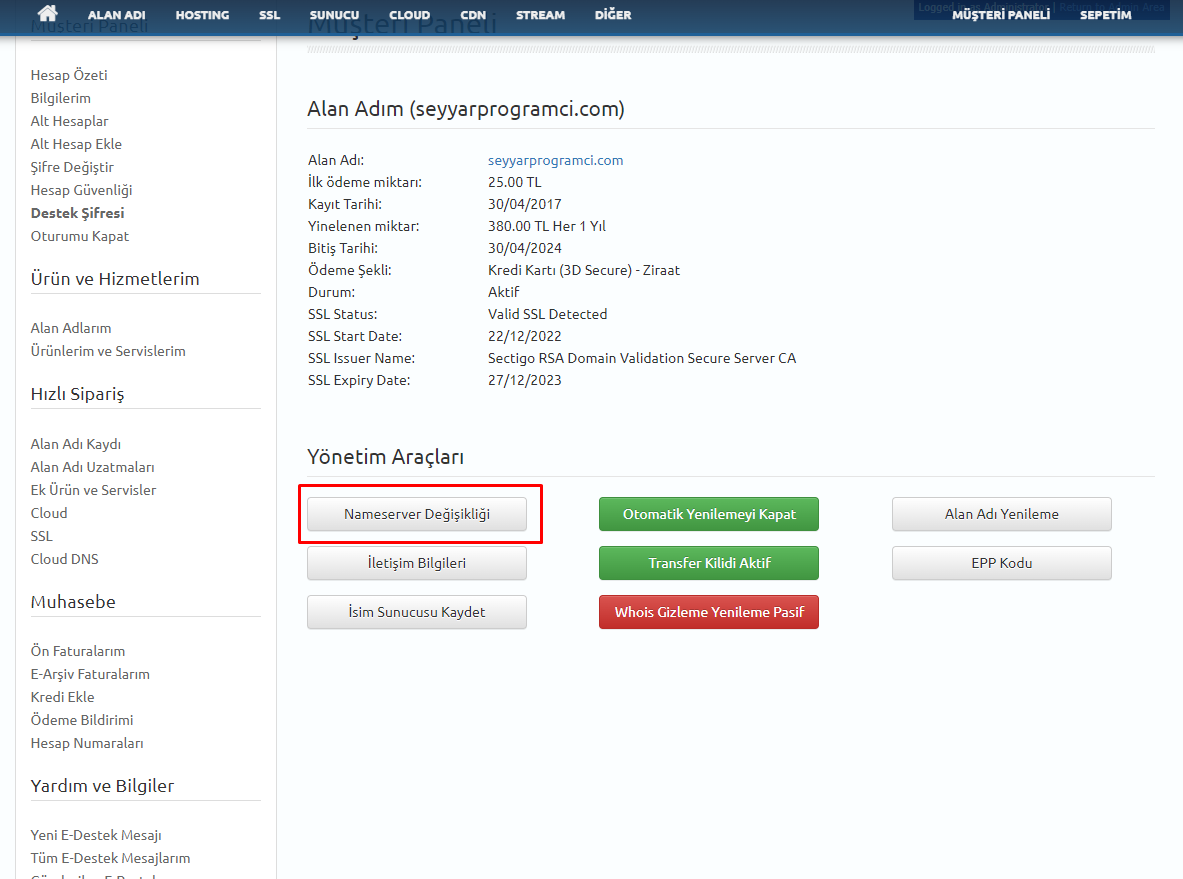 ALAN ADI HOSTING SSL SUNUCU CLOUD CDN STREAM DİĞER MÜŞTERİ PANELİ SEPETİM
Logged in as Administrator | Return to Admin Area
Müşteri Paneli
Hesap Özeti
Bilgilerim
Alt Hesaplar
Alt Hesap Ekle
Şifre Değiştir
Hesap Güvenliği
Destek Şifresi
Oturumu Kapat
Ürün ve Hizmetlerim
Alan Adlarım
Ürünlerim ve Servislerim
Hızlı Sipariş
Alan Adı Kaydı
Alan Adı Uzatmaları
Ek Ürün ve Servisler
Cloud
SSL
Cloud DNS
Muhasebe
Ön Faturalarım
E-Arşiv Faturalarım
Kredi Ekle
Ödeme Bildirimi
Hesap Numaraları
Yardım ve Bilgiler
Yeni E-Destek Mesajı
Tüm E-Destek Mesajlarım
Müşteri Paneli
Alan Adım (seyyarprogramci.com)
Alan Adı: seyyarprogramci.com
İlk ödeme miktarı: 25.00 TL
Kayıt Tarihi: 30/04/2017
Yinelenen miktar: 380.00 TL Her 1 Yıl
Bitiş Tarihi: 30/04/2024
Ödeme Şekli: Kredi Kartı (3D Secure) - Ziraat
Durum: Aktif
SSL Status: Valid SSL Detected
SSL Start Date: 22/12/2022
SSL Issuer Name: Sectigo RSA Domain Validation Secure Server CA
SSL Expiry Date: 27/12/2023
Yönetim Araçları
Nameserver Değişikliği Otomatik Yenilemeyi Kapat Alan Adı Yenileme
İletişim Bilgileri Transfer Kilidi Aktif EPP Kodu
İsim Sunucusu Kaydet Whois Gizleme Yenileme Pasif